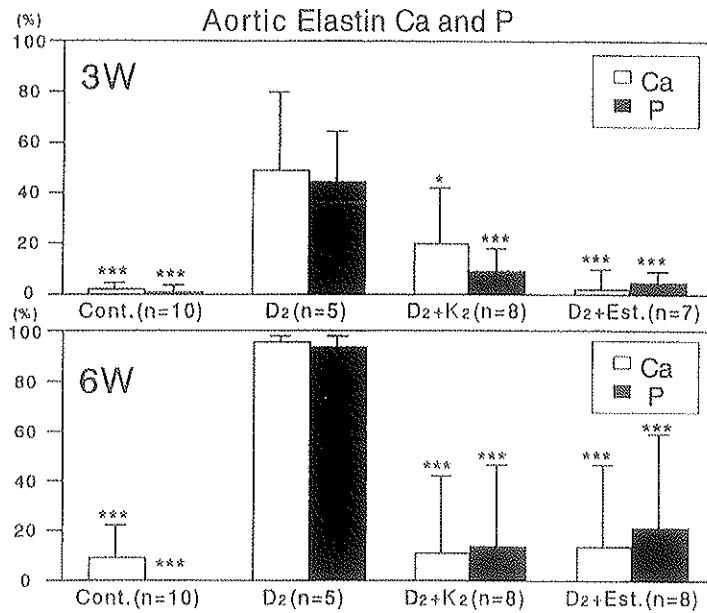 Aortic Elastin Ca and P
(%)
100
3W
Ca
P
80
60
40
*
***
20
*** ***
*** ***
0
Cont.(n=10) D2(n=5) D2+K2(n=8) D2+Est.(n=7)
(%)
100
6W
Ca
P
80
60
***
*** *** ***
40
***
20
***
0
Cont.(n=10) D2(n=5) D2+K2(n=8) D2+Est.(n=8)